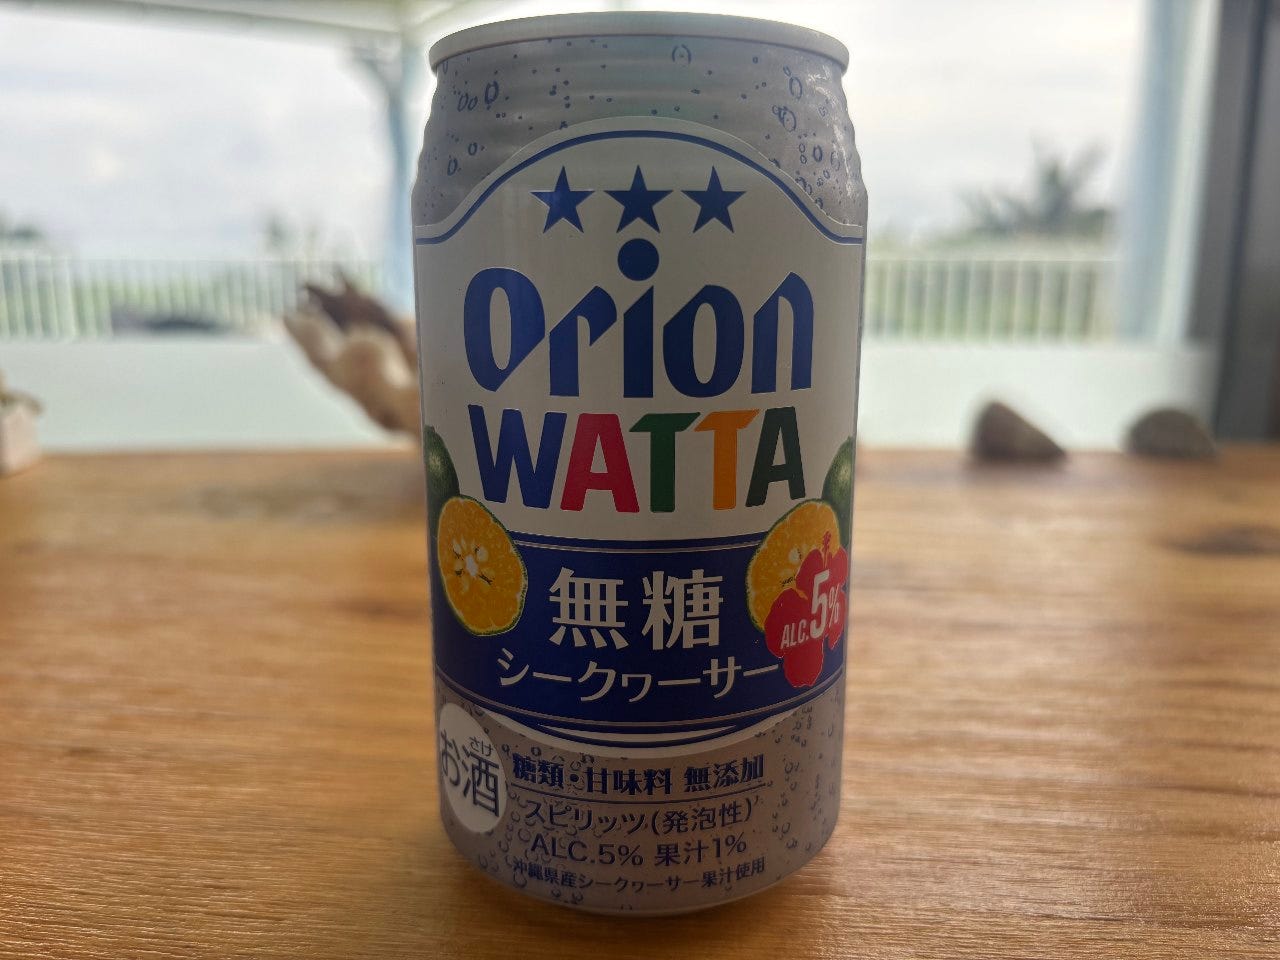 Orion
WATTA
無糖
シークヮーサー
ALC.5%
お酒
さけ
糖類・甘味料 無添加
スピリッツ(発泡性)
ALC.5% 果汁1%
沖縄県産シークヮーサー果汁使用